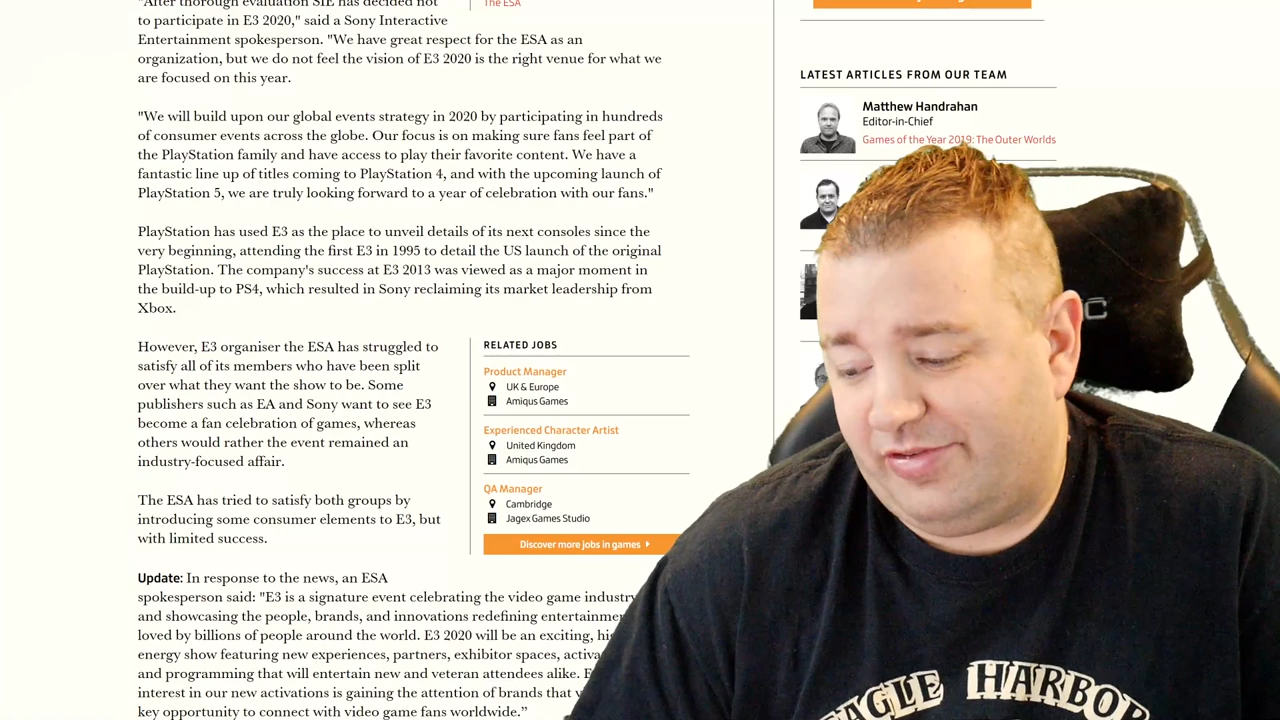 "After thorough evaluation SIE has decided not
to participate in E3 2020," said a Sony Interactive
Entertainment spokesperson. "We have great respect for the ESA as an
organization, but we do not feel the vision of E3 2020 is the right venue for what we
are focused on this year.
"We will build upon our global events strategy in 2020 by participating in hundreds
of consumer events across the globe. Our focus is on making sure fans feel part of
the PlayStation family and have access to play their favorite content. We have a
fantastic line up of titles coming to PlayStation 4, and with the upcoming launch of
PlayStation 5, we are truly looking forward to a year of celebration with our fans."
PlayStation has used E3 as the place to unveil details of its next consoles since the
very beginning, attending the first E3 in 1995 to detail the US launch of the original
PlayStation. The company's success at E3 2013 was viewed as a major moment in
the build-up to PS4, which resulted in Sony reclaiming its market leadership from
Xbox.
However, E3 organiser the ESA has struggled to
satisfy all of its members who have been split
over what they want the show to be. Some
publishers such as EA and Sony want to see E3
become a fan celebration of games, whereas
others would rather the event remained an
industry-focused affair.
The ESA has tried to satisfy both groups by
introducing some consumer elements to E3, but
with limited success.
Update: In response to the news, an ESA
spokesperson said: "E3 is a signature event celebrating the video game industry
and showcasing the people, brands, and innovations redefining
loved by billions of people around the world. E3 2020 will be an exciting,
energy show featuring new experiences, partners, exhibitor spaces,
and programming that will entertain new and veteran attendees alike.
interest in our new activations is gaining the attention of brands that
key opportunity to connect with video game fans worldwide.”
The ESA
RELATED JOBS
Product Manager
UK & Europe
Amiqus Games
Experienced Character Artist
United Kingdom
Amiqus Games
QA Manager
Cambridge
Jagex Games Studio
Discover more jobs in games
LATEST ARTICLES FROM OUR TEAM
Matthew Handrahan
Editor-in-Chief
Games of the Year 2019: The Outer Worlds
EAGLE HARBOR